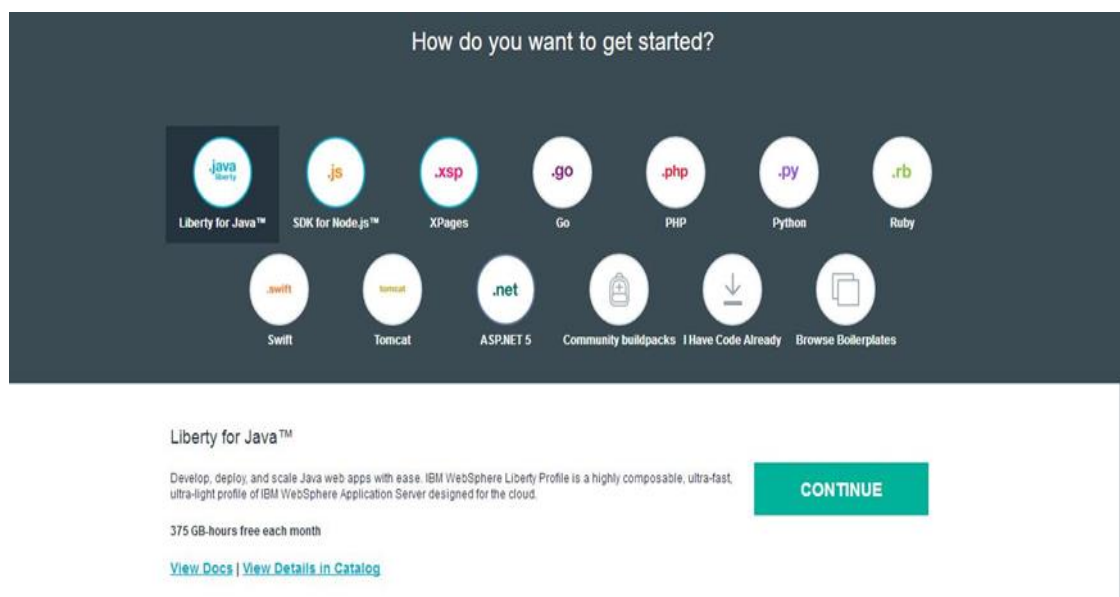 How do you want to get started?
.java
liberty
.js
.xsp
.go
.php
.py
.rb
Liberty for Java™
SDK for Node.js™
XPages
Go
PHP
Python
Ruby
.swift
tomcat
.net
Swift
Tomcat
ASP.NET 5
Community buildpacks
I Have Code Already
Browse Boilerplates
Liberty for Java™
Develop, deploy, and scale Java web apps with ease. IBM WebSphere Liberty Profile is a highly composable, ultra-fast,
ultra-light profile of IBM WebSphere Application Server designed for the cloud.
CONTINUE
375 GB-hours free each month
View Docs | View Details in Catalog